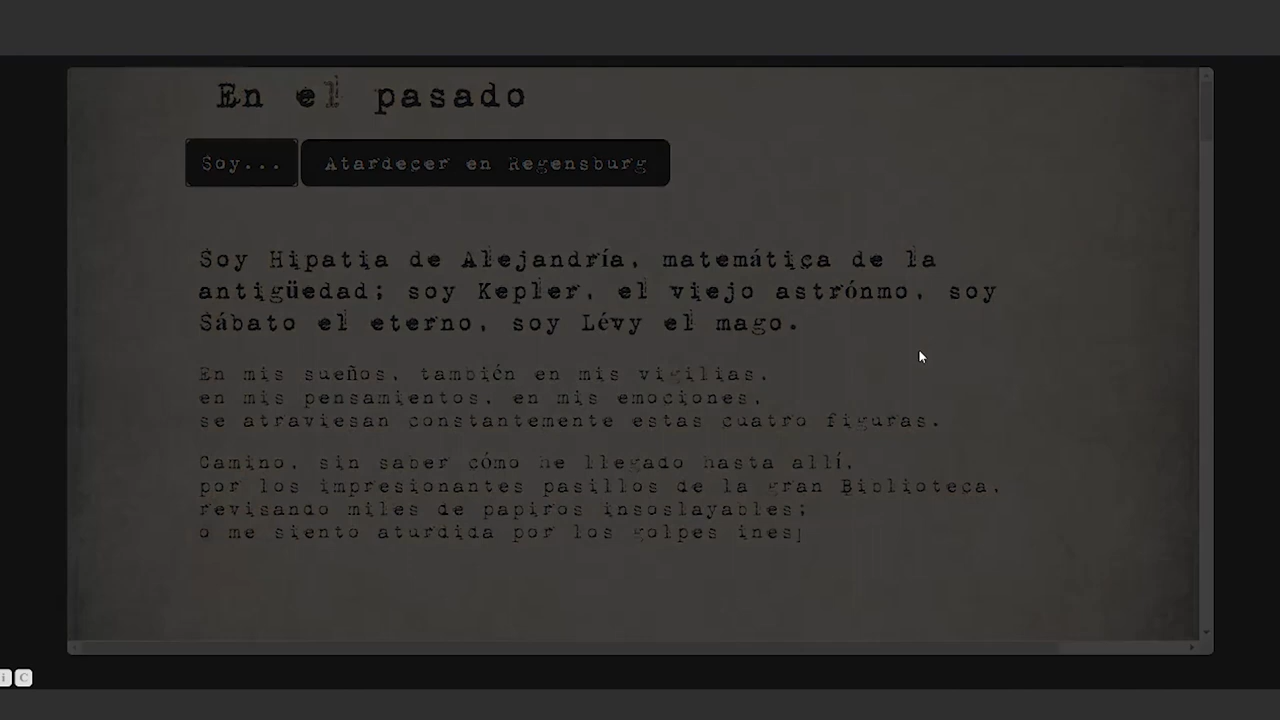 En el pasado
Soy...
Atardecer en Regensburg
Soy Hipatia de Alejandría, matemática de la
antigüedad; soy Kepler, el viejo astrónmo, soy
Sábato el eterno, soy Lévy el mago.
En mis sueños, también en mis vigilias,
en mis pensamientos, en mis emociones,
se atraviesan constantemente estas cuatro figuras.
Camino, sin saber cómo he llegado hasta allí,
por los impresionantes pasillos de la gran Biblioteca,
revisando miles de papiros insoslayables;
o me siento aturdida por los golpes ines
i C